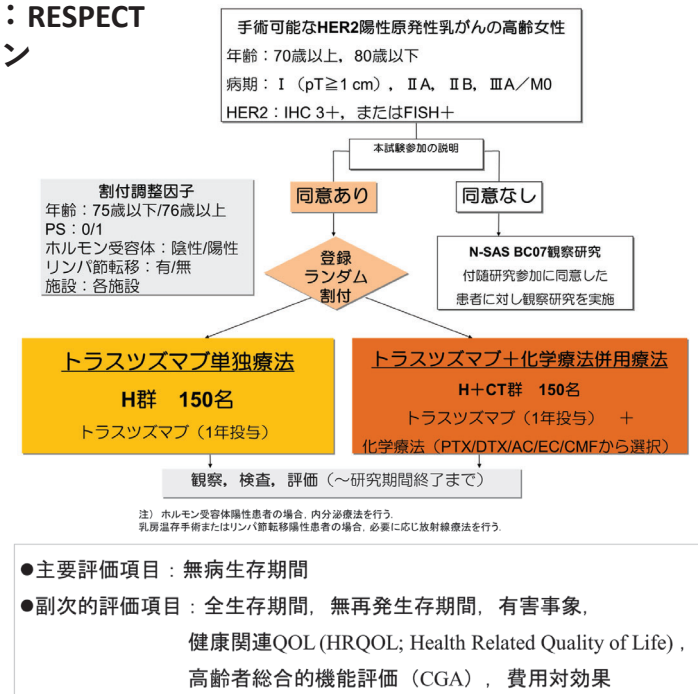 ：RESPECT
ン
手術可能なHER2陽性原発性乳がんの高齢女性
年齢：70歳以上，80歳以下
病期：Ⅰ（pT≧1 cm），ⅡA，ⅡB，ⅢA／M0
HER2：IHC 3+，またはFISH+
本試験参加の説明
同意あり
同意なし
割付調整因子
年齢：75歳以下/76歳以上
PS：0/1
ホルモン受容体：陰性/陽性
リンパ節転移：有/無
施設：各施設
登録
ランダム
割付
N-SAS BC07観察研究
付随研究参加に同意した
患者に対し観察研究を実施
トラスツズマブ単独療法
H群　150名
トラスツズマブ（1年投与）
トラスツズマブ＋化学療法併用療法
H＋CT群　150名
トラスツズマブ（1年投与）　＋
化学療法（PTX/DTX/AC/EC/CMFから選択）
観察，検査，評価（～研究期間終了まで）
注）ホルモン受容体陽性患者の場合，内分泌療法を行う．
乳房温存手術またはリンパ節転移陽性患者の場合，必要に応じ放射線療法を行う．
●主要評価項目：無病生存期間
●副次的評価項目：全生存期間，無再発生存期間，有害事象，
健康関連QOL (HRQOL; Health Related Quality of Life)，
高齢者総合的機能評価（CGA），費用対効果